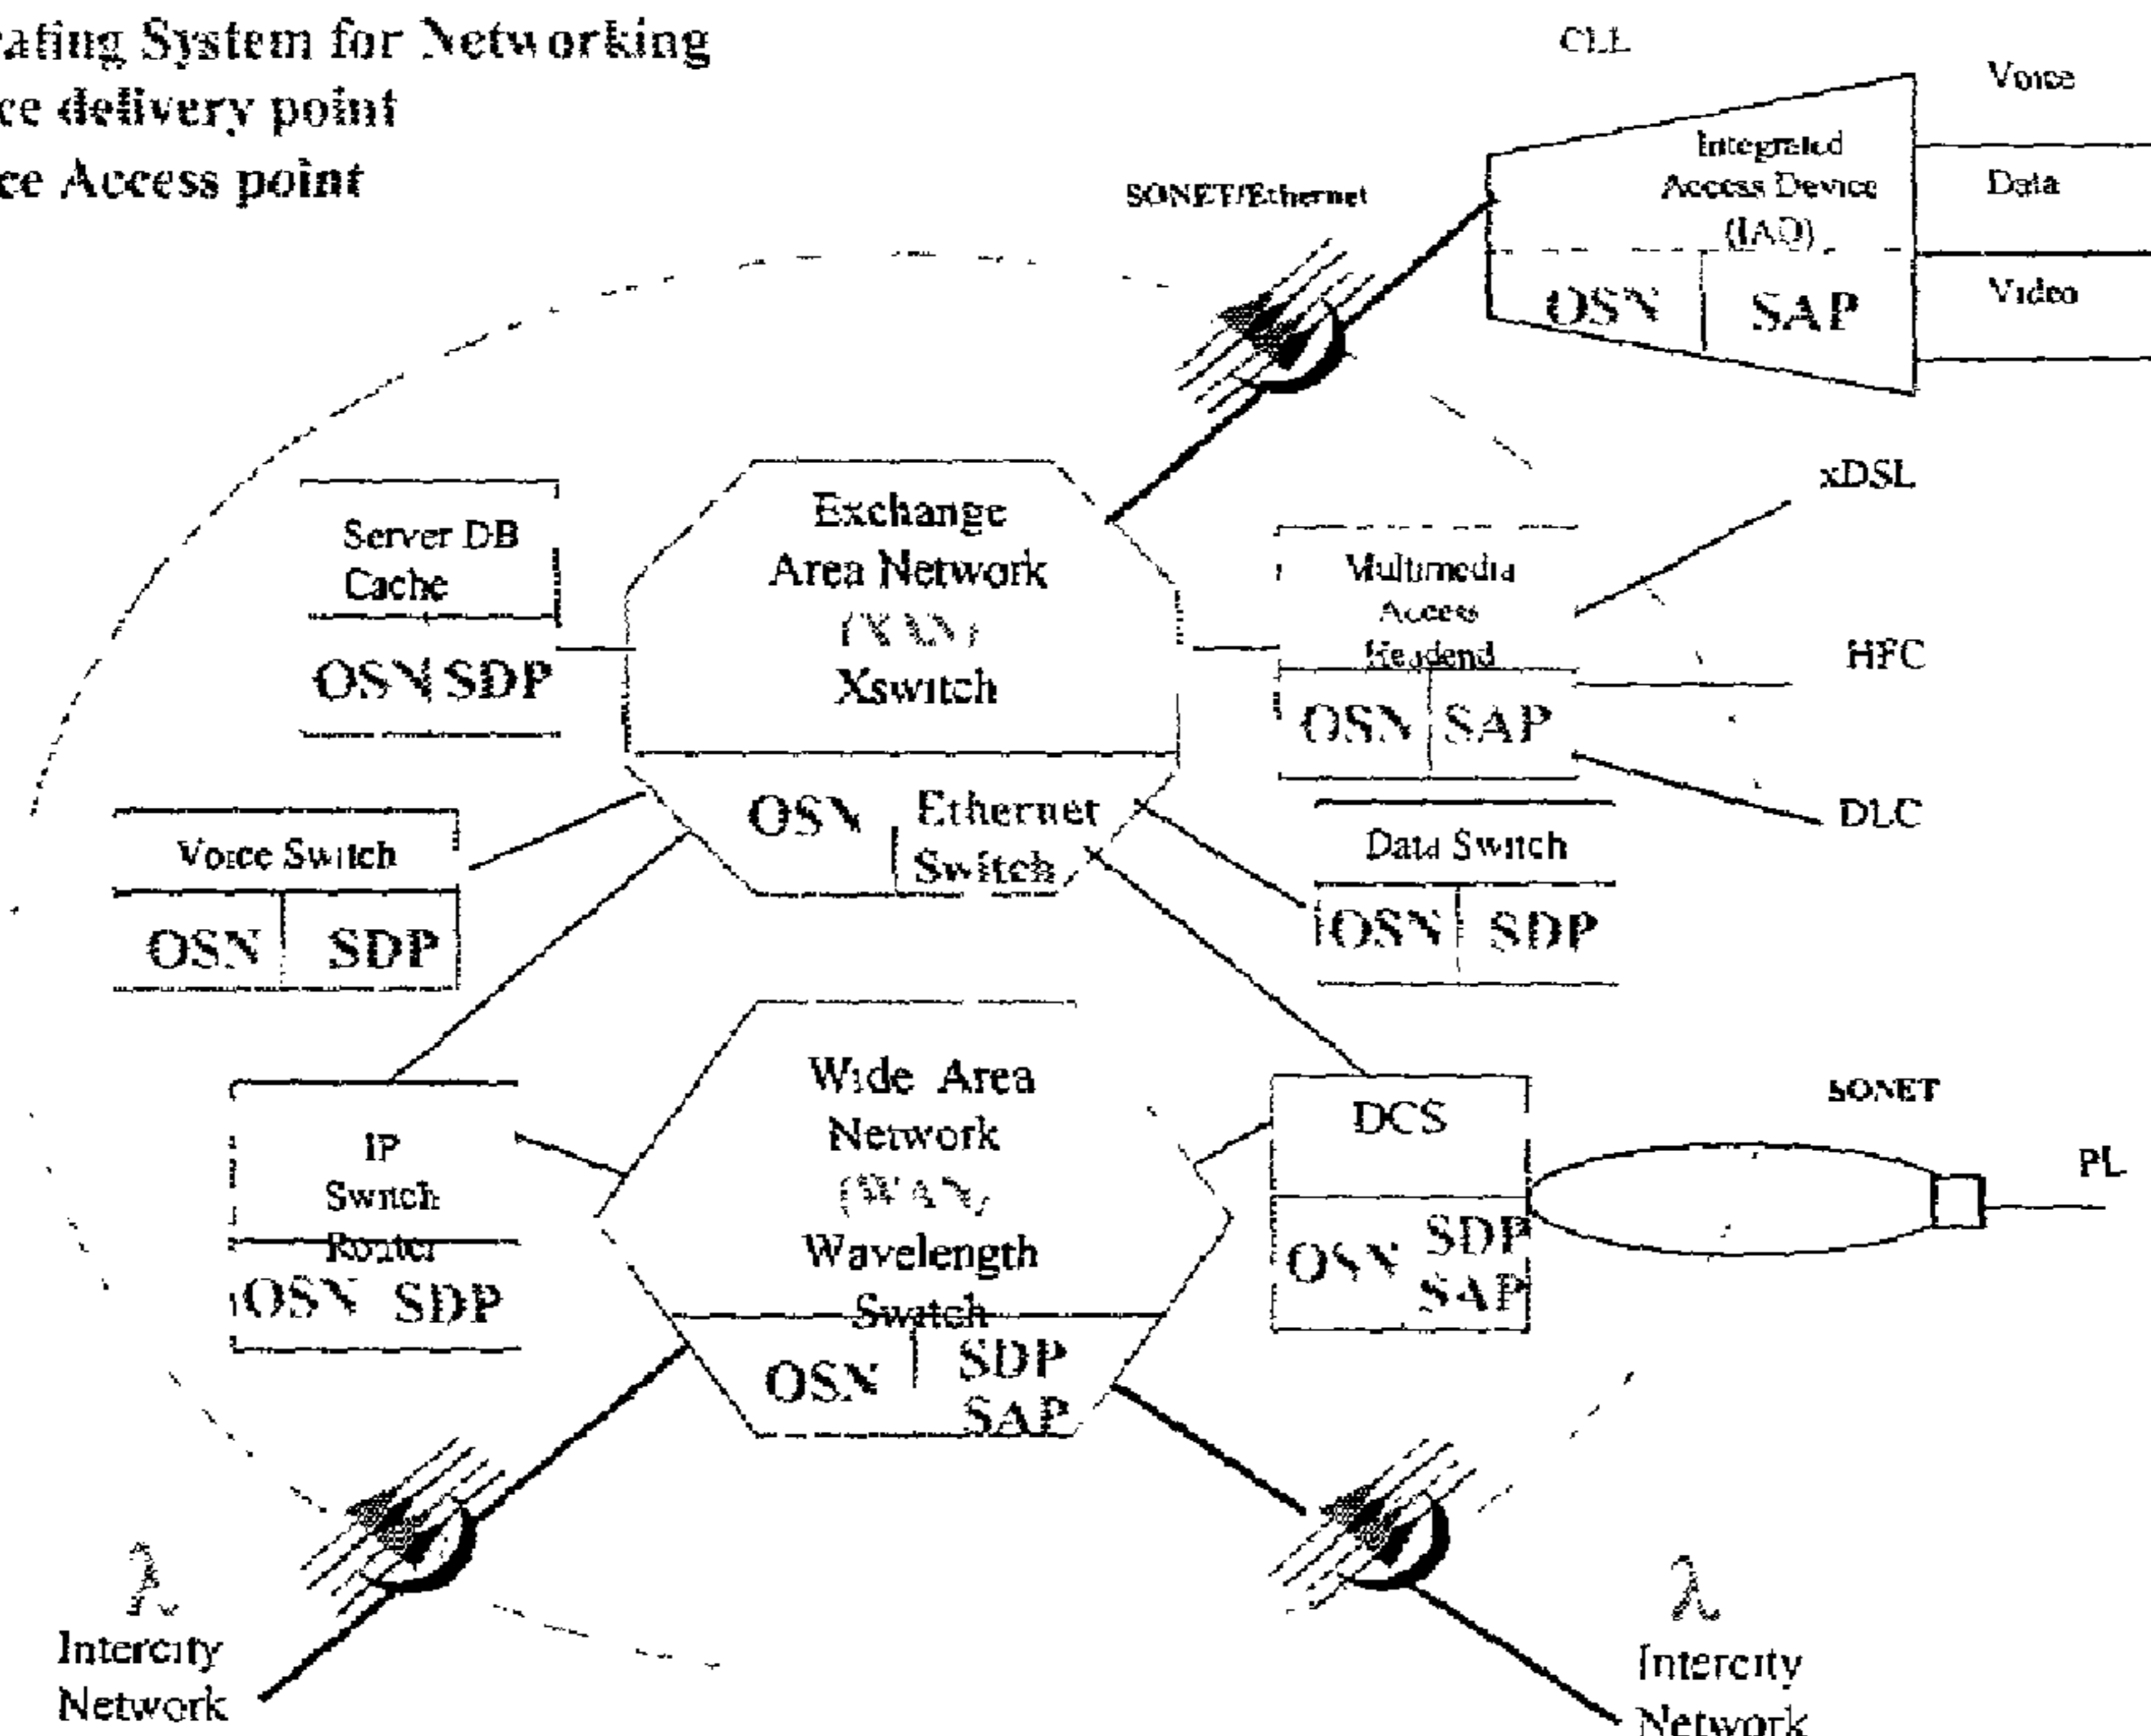 ating System for Networking
ce delivery point
ce Access point
SONET/Ethernet
Integrated
Access Device
(IAD)
OSN SAP
Voice
Data
Video
Server DB
Cache
OSN SDP
Exchange
Area Network
(XAN)
Xswitch
OSN Ethernet
Switch
Multimedia
Access
Headend
OSN SAP
xDSL
HFC
DLC
Voice Switch
OSN SDP
Data Switch
OSN SDP
IP
Switch
Router
OSN SDP
Wide Area
Network
(WAN)
Wavelength
Switch
OSN SDP
SAP
DCS
OSN SDP
SAP
SONET
PL
λ
Intercity
Network
λ
Intercity
Network